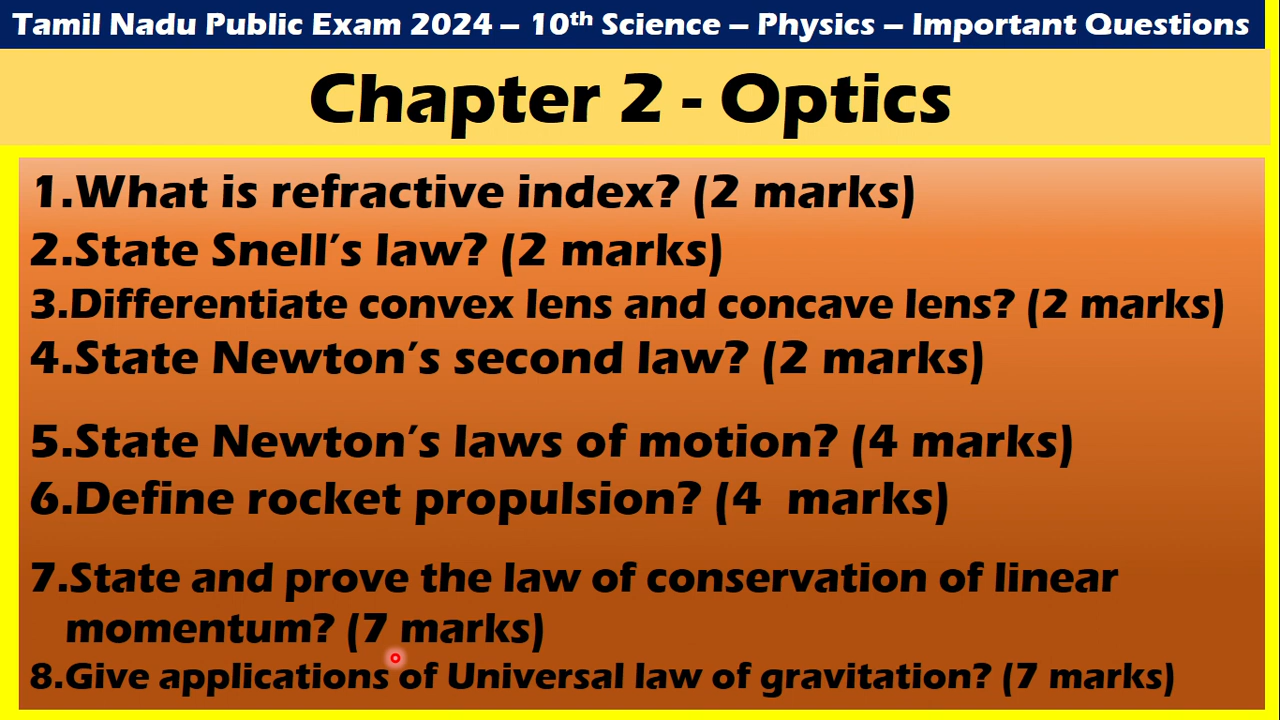 Tamil Nadu Public Exam 2024 – 10th Science – Physics – Important Questions
Chapter 2 - Optics
1.What is refractive index? (2 marks)
2.State Snell’s law? (2 marks)
3.Differentiate convex lens and concave lens? (2 marks)
4.State Newton’s second law? (2 marks)
5.State Newton’s laws of motion? (4 marks)
6.Define rocket propulsion? (4 marks)
7.State and prove the law of conservation of linear
momentum? (7 marks)
8.Give applications of Universal law of gravitation? (7 marks)